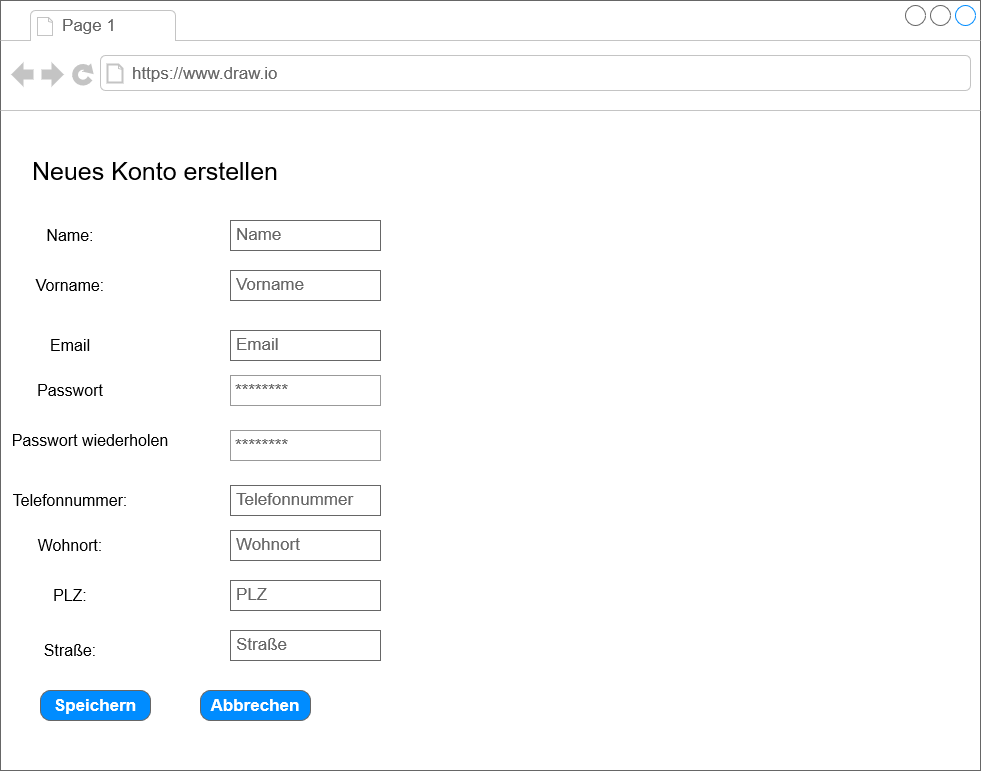 Page 1
https://www.draw.io
Neues Konto erstellen
Name: Name
Vorname: Vorname
Email Email
Passwort ********
Passwort wiederholen ********
Telefonnummer: Telefonnummer
Wohnort: Wohnort
PLZ: PLZ
Straße: Straße
Speichern Abbrechen